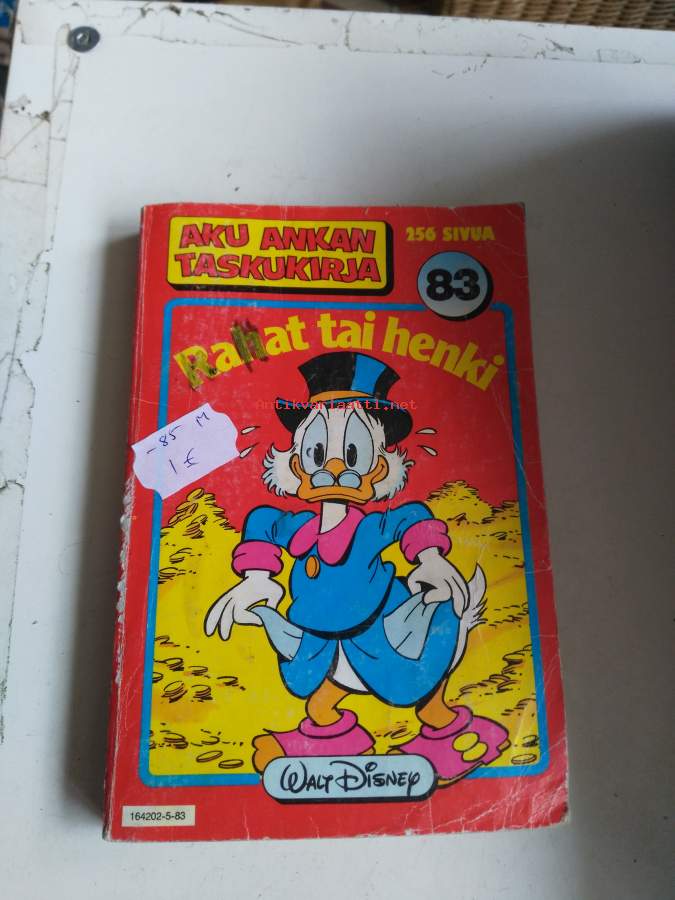 AKU ANKAN
TASKUKIRJA
256 SIVUA
83
Rahat tai henki
Antikvariaatti.net
-85 M
1 €
WALT DISNEY
164202-5-83